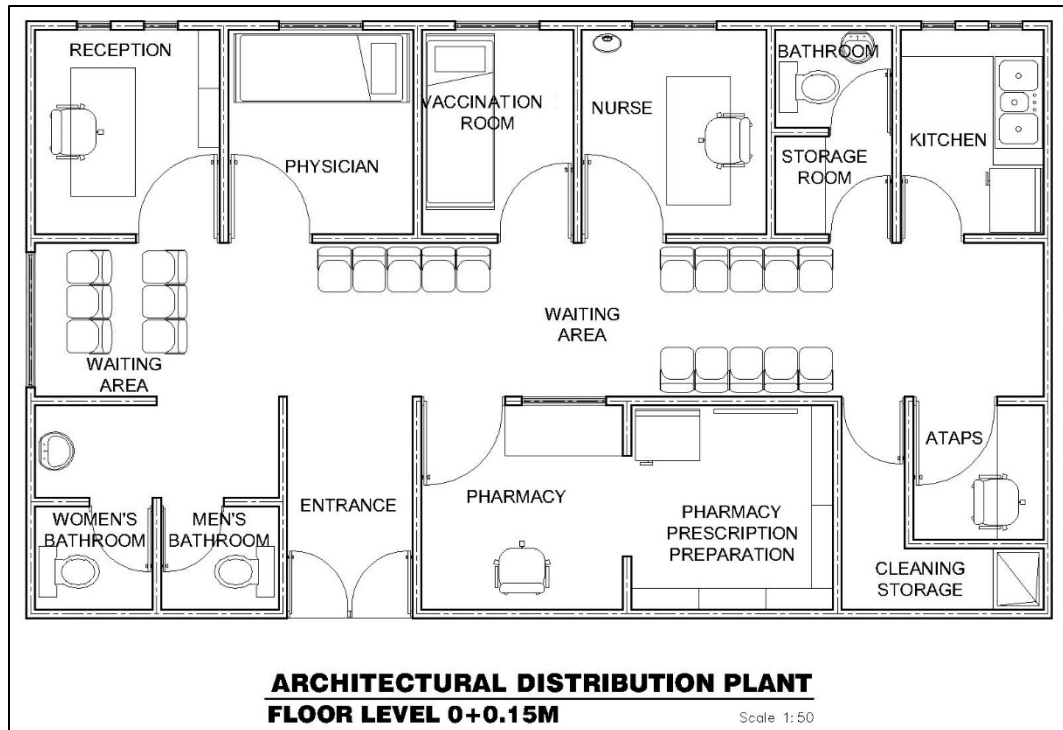 RECEPTION
PHYSICIAN
VACCINATION
ROOM
NURSE
BATHROOM
STORAGE
ROOM
KITCHEN
WAITING
AREA
WAITING
AREA
WOMEN'S
BATHROOM
MEN'S
BATHROOM
ENTRANCE
PHARMACY
PHARMACY
PRESCRIPTION
PREPARATION
ATAPS
CLEANING
STORAGE
ARCHITECTURAL DISTRIBUTION PLANT
FLOOR LEVEL 0+0.15M
Scale 1:50